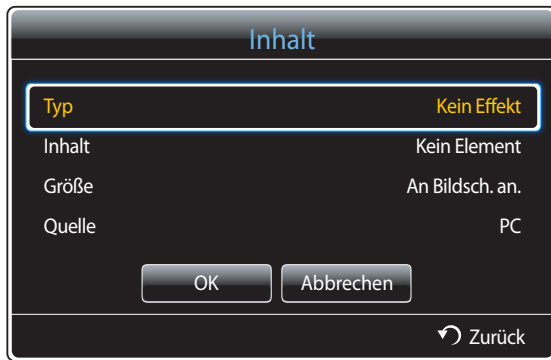 Inhalt
Typ Kein Effekt
Inhalt Kein Element
Größe An Bildsch. an.
Quelle PC
OK Abbrechen
Zurück